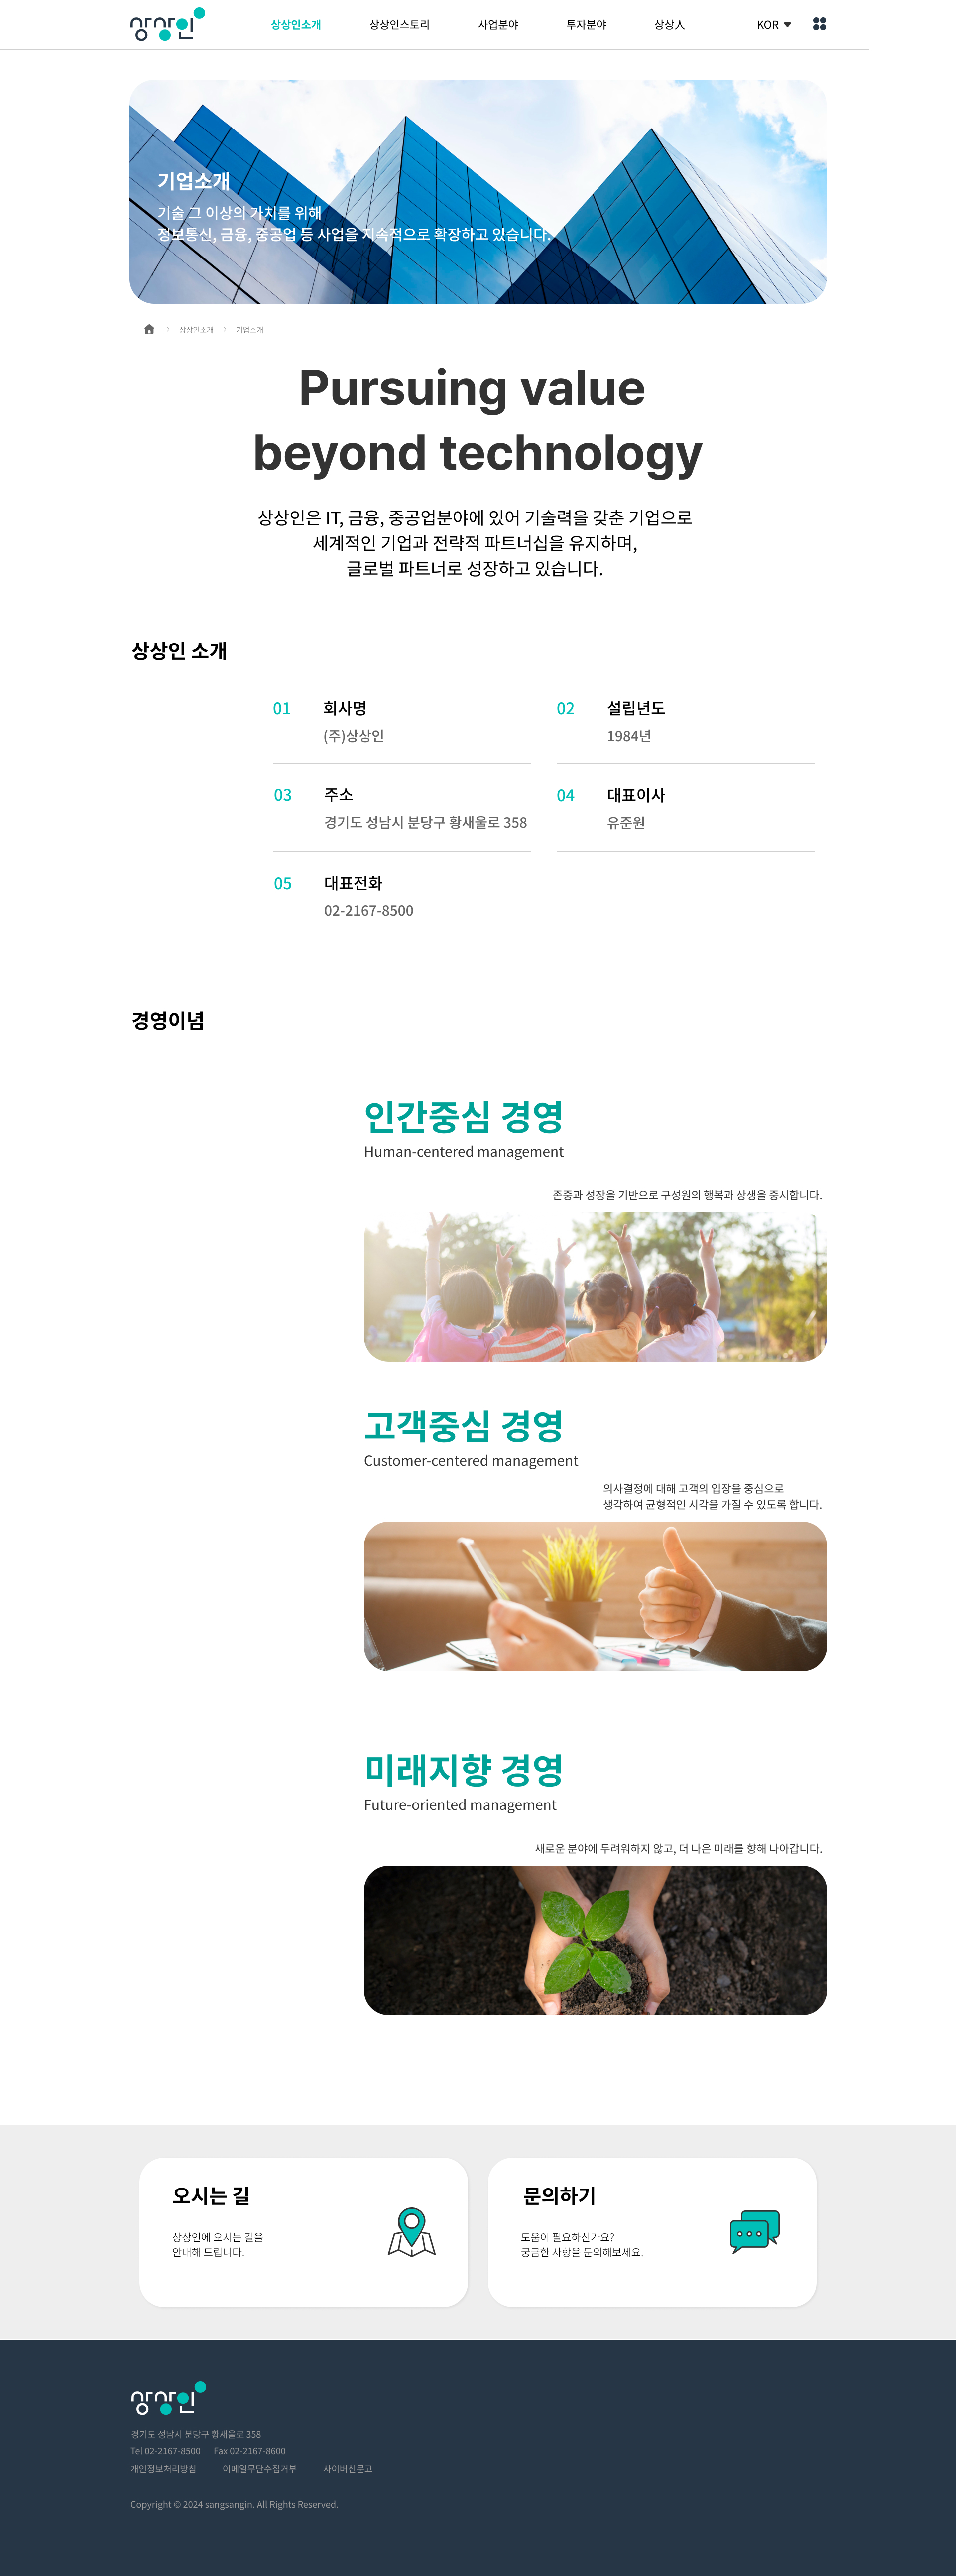 상상인
상상인소개 상상인스토리 사업분야 투자분야 상상人 KOR
기업소개
기술 그 이상의 가치를 위해
정보통신, 금융, 중공업 등 사업을 지속적으로 확장하고 있습니다.
상상인소개 기업소개
Pursuing value
beyond technology
상상인은 IT, 금융, 중공업분야에 있어 기술력을 갖춘 기업으로
세계적인 기업과 전략적 파트너십을 유지하며,
글로벌 파트너로 성장하고 있습니다.
상상인 소개
01 회사명
(주)상상인
02 설립년도
1984년
03 주소
경기도 성남시 분당구 황새울로 358
04 대표이사
유준원
05 대표전화
02-2167-8500
경영이념
인간중심 경영
Human-centered management
존중과 성장을 기반으로 구성원의 행복과 상생을 중시합니다.
고객중심 경영
Customer-centered management
의사결정에 대해 고객의 입장을 중심으로
생각하여 균형적인 시각을 가질 수 있도록 합니다.
미래지향 경영
Future-oriented management
새로운 분야에 두려워하지 않고, 더 나은 미래를 향해 나아갑니다.
오시는 길
상상인에 오시는 길을
안내해 드립니다.
문의하기
도움이 필요하신가요?
궁금한 사항을 문의해보세요.
상상인
경기도 성남시 분당구 황새울로 358
Tel 02-2167-8500 Fax 02-2167-8600
개인정보처리방침 이메일무단수집거부 사이버신문고
Copyright © 2024 sangsangin. All Rights Reserved.